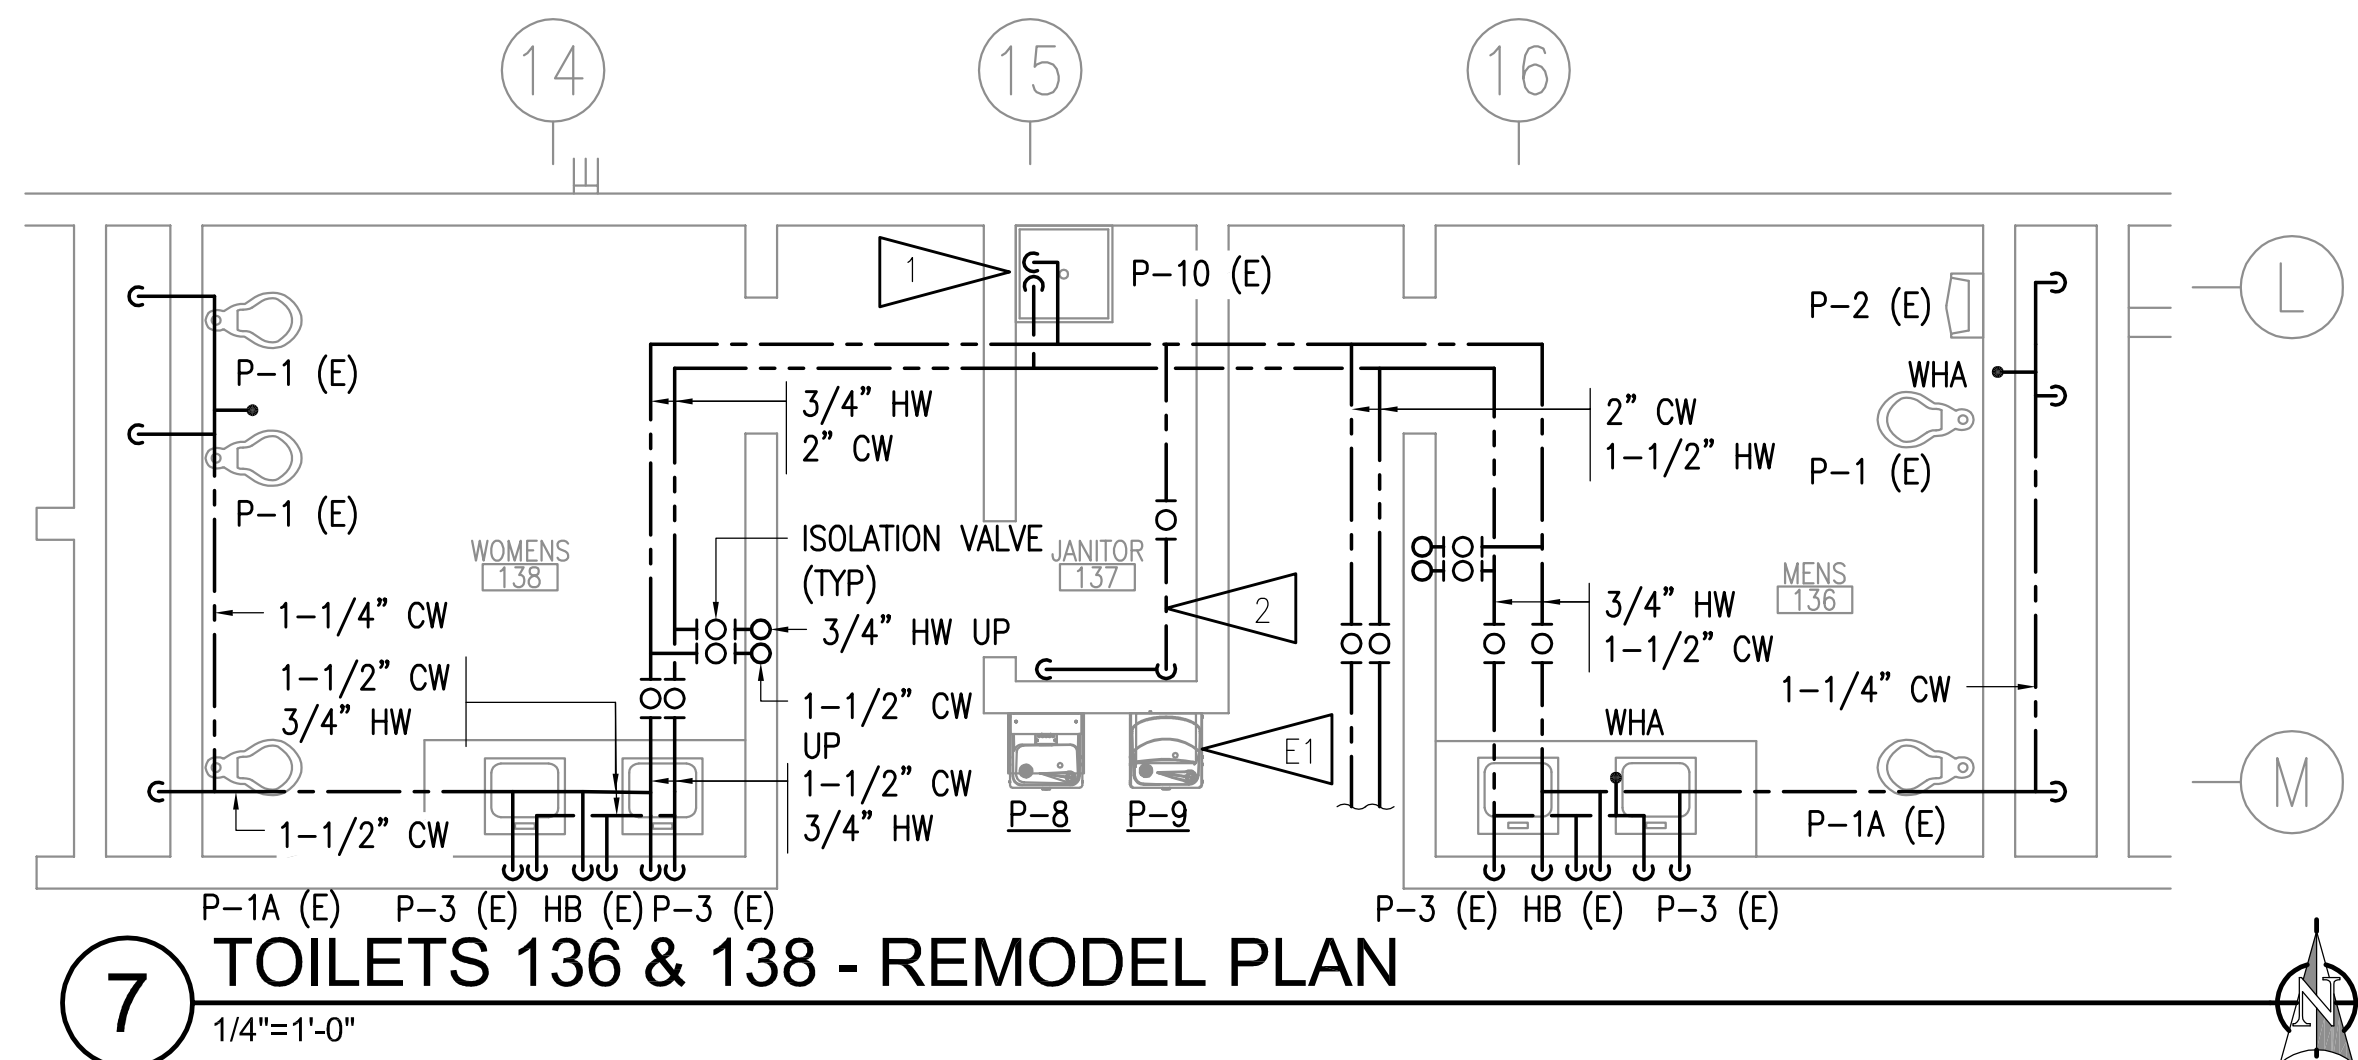 14
15
16
1
P-10 (E)
P-2 (E)
L
P-1 (E)
WHA
3/4" HW
2" CW
2" CW
1-1/2" HW
P-1 (E)
P-1 (E)
WOMENS
138
ISOLATION VALVE
(TYP)
JANITOR
137
MENS
136
1-1/4" CW
3/4" HW UP
2
3/4" HW
1-1/2" CW
1-1/2" CW
3/4" HW
1-1/2" CW
UP
1-1/4" CW
WHA
E1
M
1-1/2" CW
1-1/2" CW
3/4" HW
P-8
P-9
P-1A (E)
P-1A (E)
P-3 (E)
HB (E)
P-3 (E)
P-3 (E)
HB (E)
P-3 (E)
7
TOILETS 136 & 138 - REMODEL PLAN
1/4"=1'-0"
N